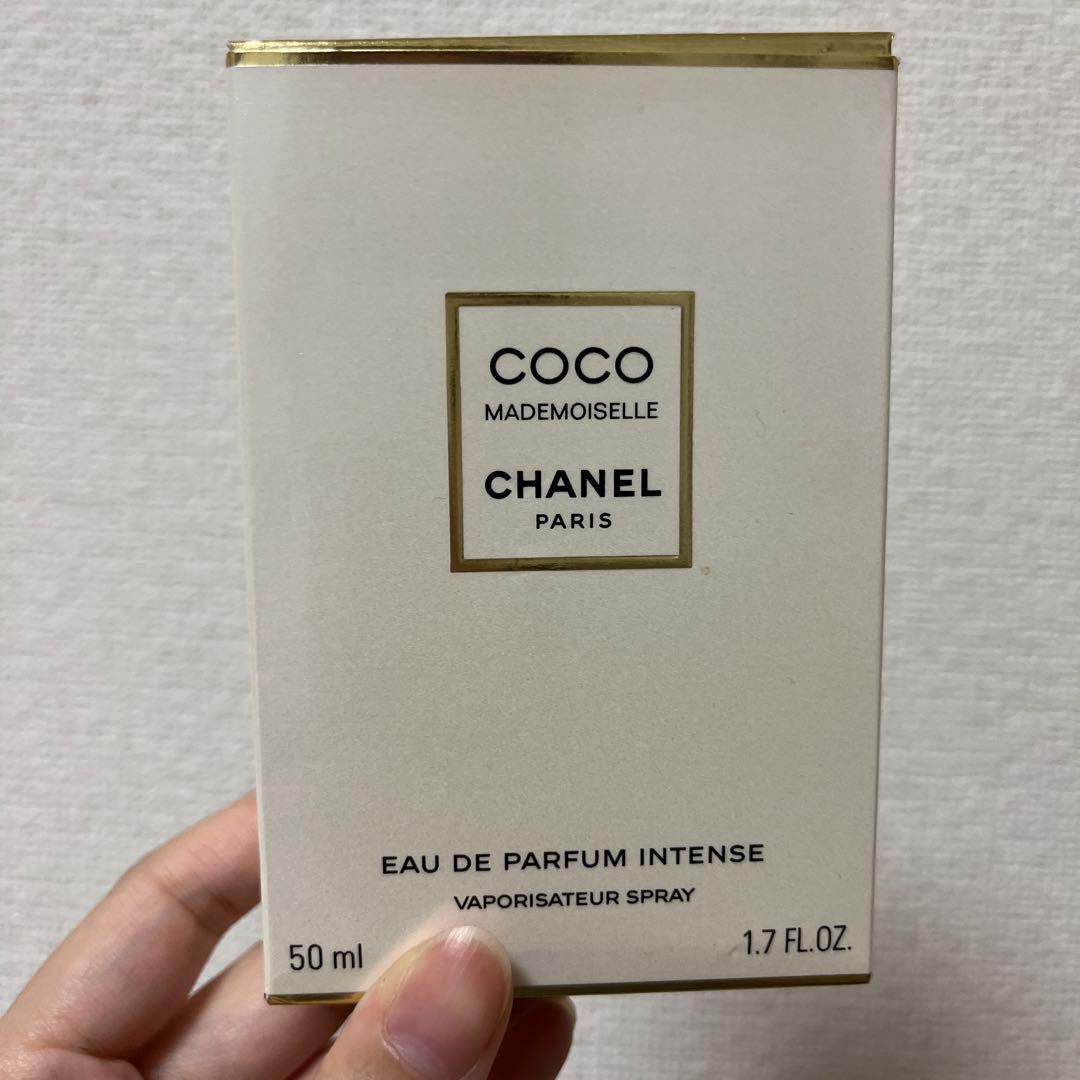 COCO
MADEMOISELLE
CHANEL
PARIS
EAU DE PARFUM INTENSE
VAPORISATEUR SPRAY
50 ml
1.7 FL.OZ.